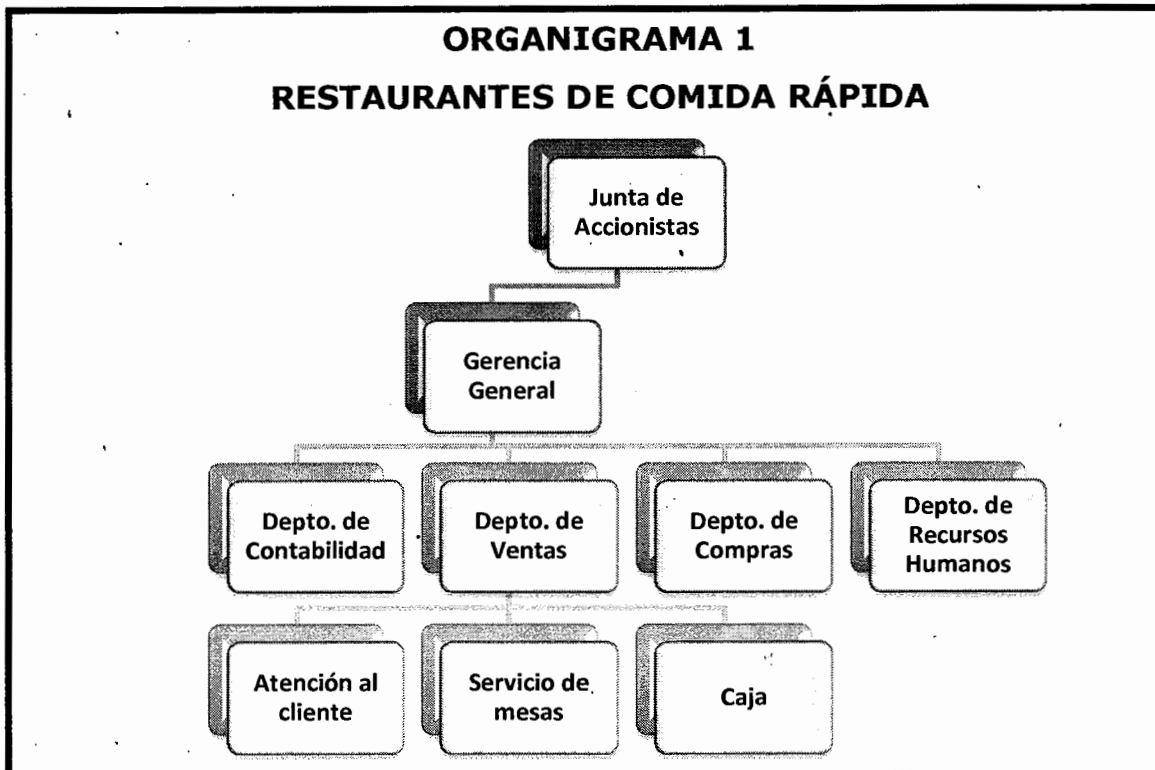 ORGANIGRAMA 1
RESTAURANTES DE COMIDA RÁPIDA
Junta de
Accionistas
Gerencia
General
Depto. de
Contabilidad
Depto. de
Ventas
Depto. de
Compras
Depto. de
Recursos
Humanos
Atención al
cliente
Servicio de
mesas
Caja